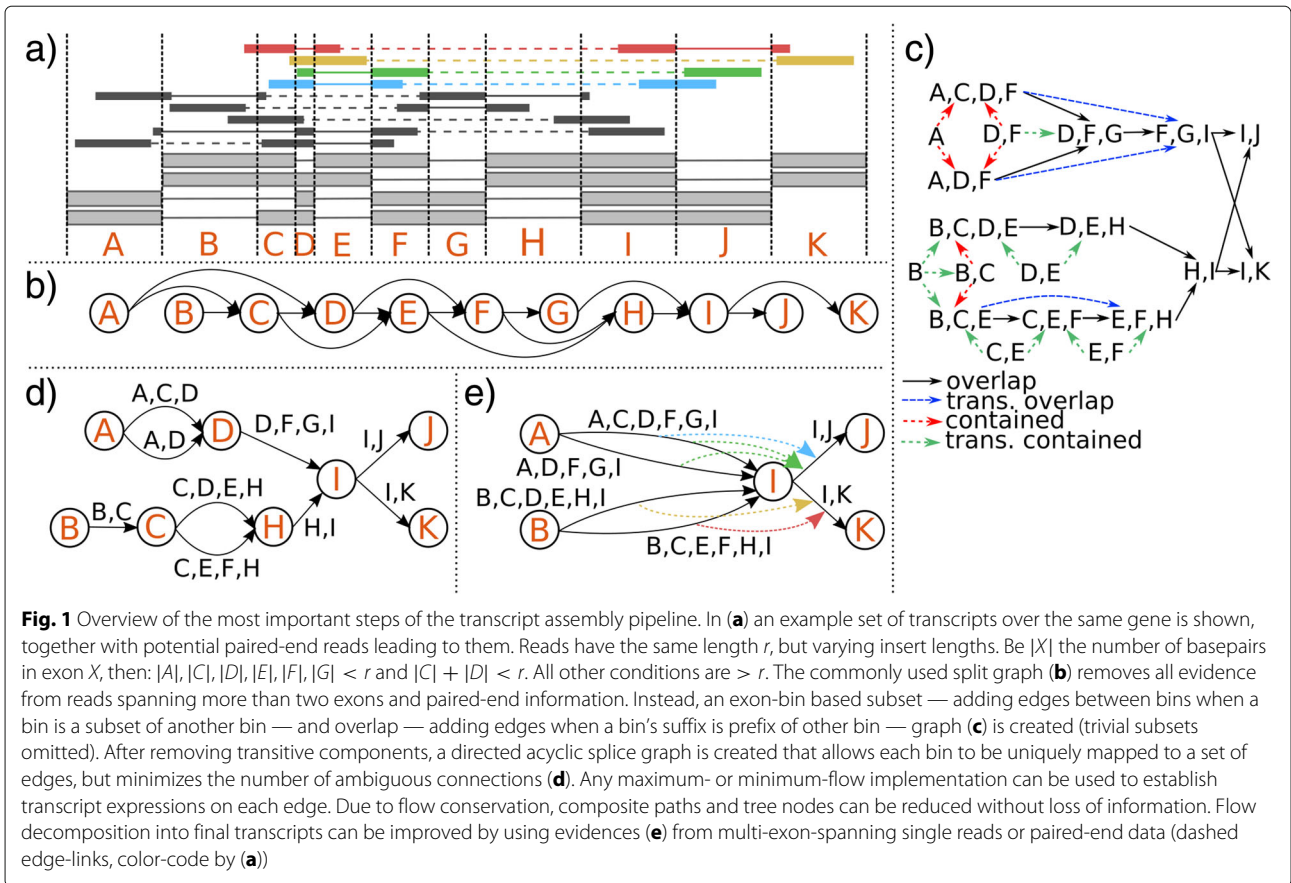 a)
A B C D E F G H I J K
b)
A B C D E F G H I J K
c)
A,C,D,F
A D,F D,F,G F,G,I I,J
A,D,F
B,C,D,E D,E,H
B B,C D,E H,I I,K
B,C,E C,E,F E,F,H
C,E E,F
overlap
trans. overlap
contained
trans. contained
d)
A,C,D
A D D,F,G,I I,J J
A,D
I
B,C C,D,E,H
B C H H,I I,K K
C,E,F,H
e)
A,C,D,F,G,I
A I,J J
A,D,F,G,I
I
B,C,D,E,H,I I,K
B K
B,C,E,F,H,I
Fig. 1 Overview of the most important steps of the transcript assembly pipeline. In (a) an example set of transcripts over the same gene is shown,
together with potential paired-end reads leading to them. Reads have the same length r, but varying insert lengths. Be |X| the number of basepairs
in exon X, then: |A|, |C|, |D|, |E|, |F|, |G| < r and |C| + |D| < r. All other conditions are > r. The commonly used split graph (b) removes all evidence
from reads spanning more than two exons and paired-end information. Instead, an exon-bin based subset — adding edges between bins when a
bin is a subset of another bin — and overlap — adding edges when a bin's suffix is prefix of other bin — graph (c) is created (trivial subsets
omitted). After removing transitive components, a directed acyclic splice graph is created that allows each bin to be uniquely mapped to a set of
edges, but minimizes the number of ambiguous connections (d). Any maximum- or minimum-flow implementation can be used to establish
transcript expressions on each edge. Due to flow conservation, composite paths and tree nodes can be reduced without loss of information. Flow
decomposition into final transcripts can be improved by using evidences (e) from multi-exon-spanning single reads or paired-end data (dashed
edge-links, color-code by (a))